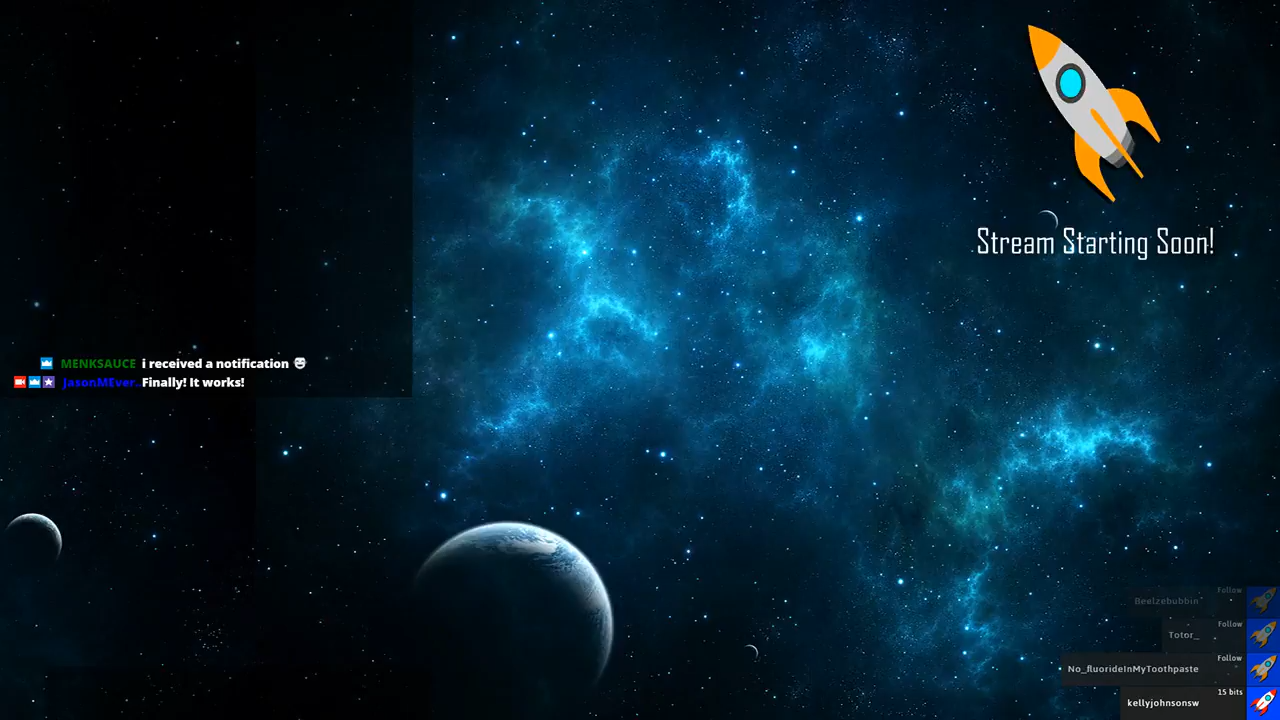 Stream Starting Soon!
MENKSAUCE i received a notification
JasonMEver.. Finally! It works!
Follow
Beelzebubbin
Follow
Totor_
Follow
No_fluorideInMyToothpaste
15 bits
kellyjohnsonsw